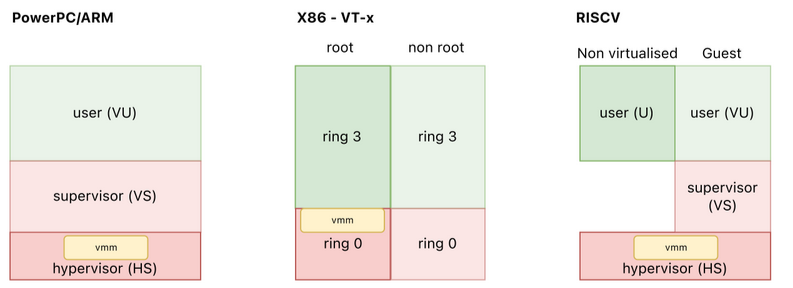 PowerPC/ARM
user (VU)
supervisor (VS)
vmm
hypervisor (HS)
X86 - VT-x
root
non root
ring 3
ring 3
vmm
ring 0
ring 0
RISCV
Non virtualised
Guest
user (U)
user (VU)
supervisor
(VS)
vmm
hypervisor (HS)